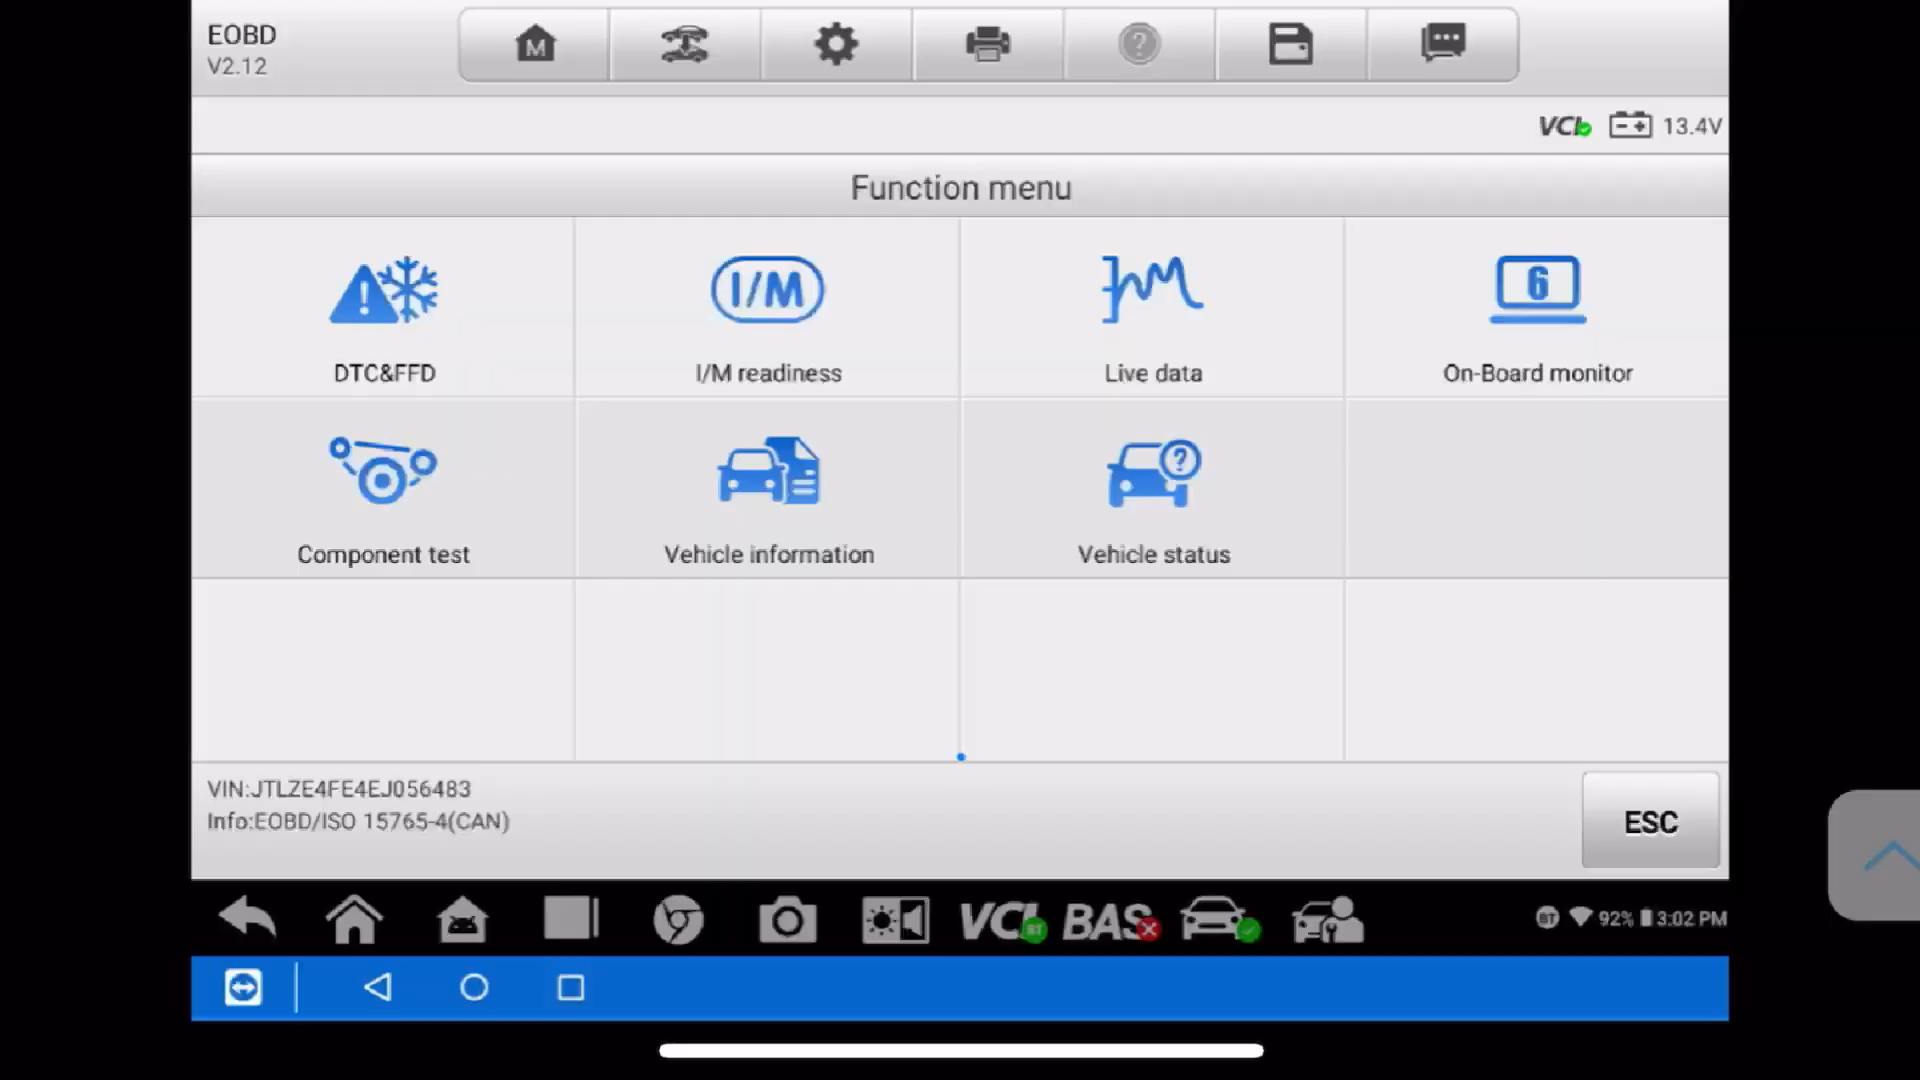 EOBD
V2.12
M
?
VCI
13.4V
Function menu
!
I/M
6
DTC&FFD
I/M readiness
Live data
On-Board monitor
?
Component test
Vehicle information
Vehicle status
VIN:JTLZE4FE4EJ056483
Info:EOBD/ISO 15765-4(CAN)
ESC
VCI BT BAS
BT 92% 3:02 PM